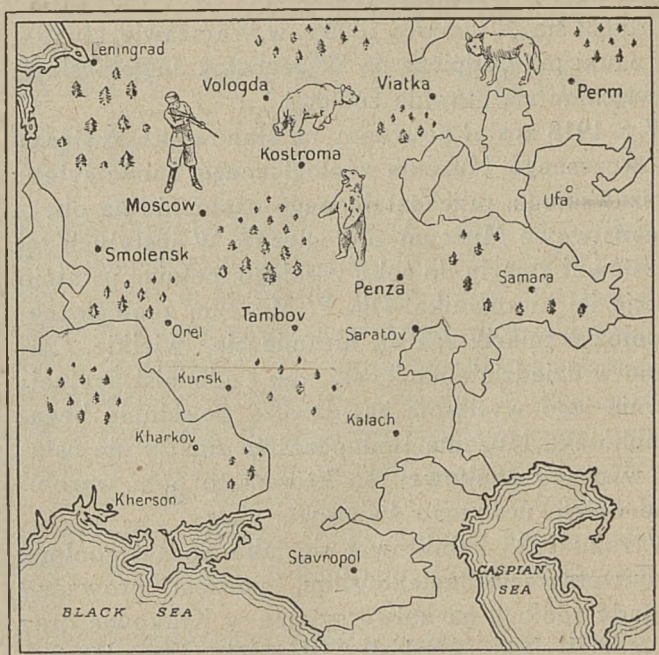 Leningrad
Vologda
Viatka
Perm
Kostroma
Ufa
Moscow
Smolensk
Penza
Samara
Orel
Tambov
Saratov
Kursk
Kalach
Kharkov
Kherson
Stavropol
CASPIAN
SEA
BLACK SEA